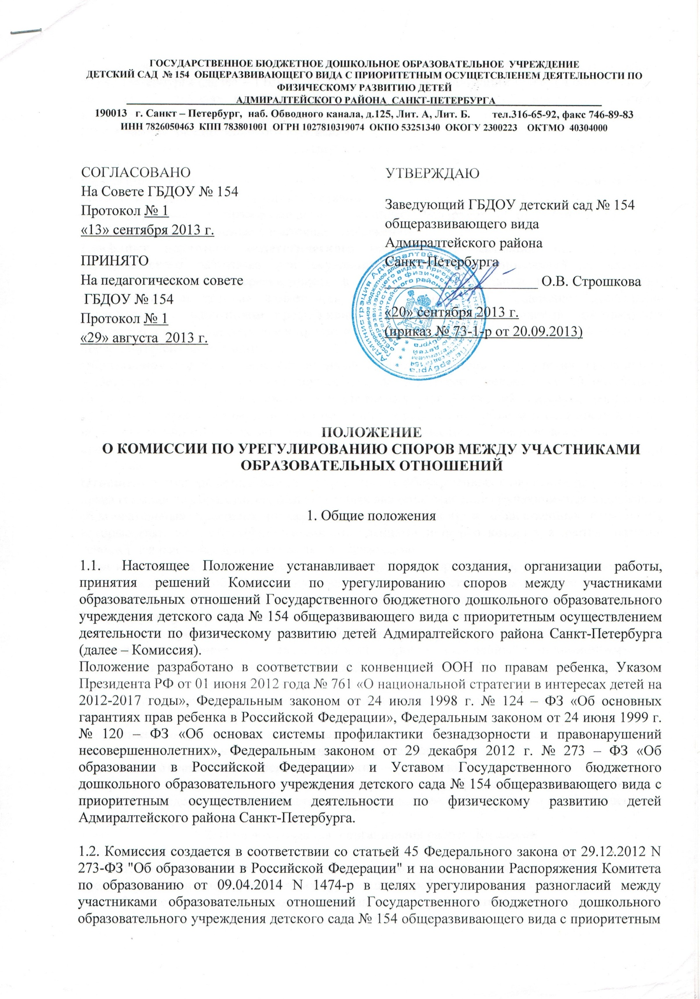 ГОСУДАРСТВЕННОЕ БЮДЖЕТНОЕ ДОШКОЛЬНОЕ ОБРАЗОВАТЕЛЬНОЕ УЧРЕЖДЕНИЕ
ДЕТСКИЙ САД № 154 ОБЩЕРАЗВИВАЮЩЕГО ВИДА С ПРИОРИТЕТНЫМ ОСУЩЕТСВЛЕНЕМ ДЕЯТЕЛЬНОСТИ ПО
ФИЗИЧЕСКОМУ РАЗВИТИЮ ДЕТЕЙ
АДМИРАЛТЕЙСКОГО РАЙОНА САНКТ-ПЕТЕРБУРГА
190013 г. Санкт – Петербург, наб. Обводного канала, д.125, Лит. А, Лит. Б. тел.316-65-92, факс 746-89-83
ИНН 7826050463 КПП 783801001 ОГРН 1027810319074 ОКПО 53251340 ОКОГУ 2300223 ОКТМО 40304000
СОГЛАСОВАНО
На Совете ГБДОУ № 154
Протокол № 1
«13» сентября 2013 г.
ПРИНЯТО
На педагогическом совете
ГБДОУ № 154
Протокол № 1
«29» августа 2013 г.
УТВЕРЖДАЮ
Заведующий ГБДОУ детский сад № 154
общеразвивающего вида
Адмиралтейского района
Санкт-Петербурга
О.В. Строшкова
«20» сентября 2013 г.
(приказ № 73-1-р от 20.09.2013)
ПОЛОЖЕНИЕ
О КОМИССИИ ПО УРЕГУЛИРОВАНИЮ СПОРОВ МЕЖДУ УЧАСТНИКАМИ
ОБРАЗОВАТЕЛЬНЫХ ОТНОШЕНИЙ
1. Общие положения
1.1. Настоящее Положение устанавливает порядок создания, организации работы,
принятия решений Комиссии по урегулированию споров между участниками
образовательных отношений Государственного бюджетного дошкольного образовательного
учреждения детского сада № 154 общеразвивающего вида с приоритетным осуществлением
деятельности по физическому развитию детей Адмиралтейского района Санкт-Петербурга
(далее – Комиссия).
Положение разработано в соответствии с конвенцией ООН по правам ребенка, Указом
Президента РФ от 01 июня 2012 года № 761 «О национальной стратегии в интересах детей на
2012-2017 годы», Федеральным законом от 24 июля 1998 г. № 124 – ФЗ «Об основных
гарантиях прав ребенка в Российской Федерации», Федеральным законом от 24 июня 1999 г.
№ 120 – ФЗ «Об основах системы профилактики безнадзорности и правонарушений
несовершеннолетних», Федеральным законом от 29 декабря 2012 г. № 273 – ФЗ «Об
образовании в Российской Федерации» и Уставом Государственного бюджетного
дошкольного образовательного учреждения детского сада № 154 общеразвивающего вида с
приоритетным осуществлением деятельности по физическому развитию детей
Адмиралтейского района Санкт-Петербурга.
1.2. Комиссия создается в соответствии со статьей 45 Федерального закона от 29.12.2012 N
273-ФЗ "Об образовании в Российской Федерации" и на основании Распоряжения Комитета
по образованию от 09.04.2014 N 1474-р в целях урегулирования разногласий между
участниками образовательных отношений Государственного бюджетного дошкольного
образовательного учреждения детского сада № 154 общеразвивающего вида с приоритетным